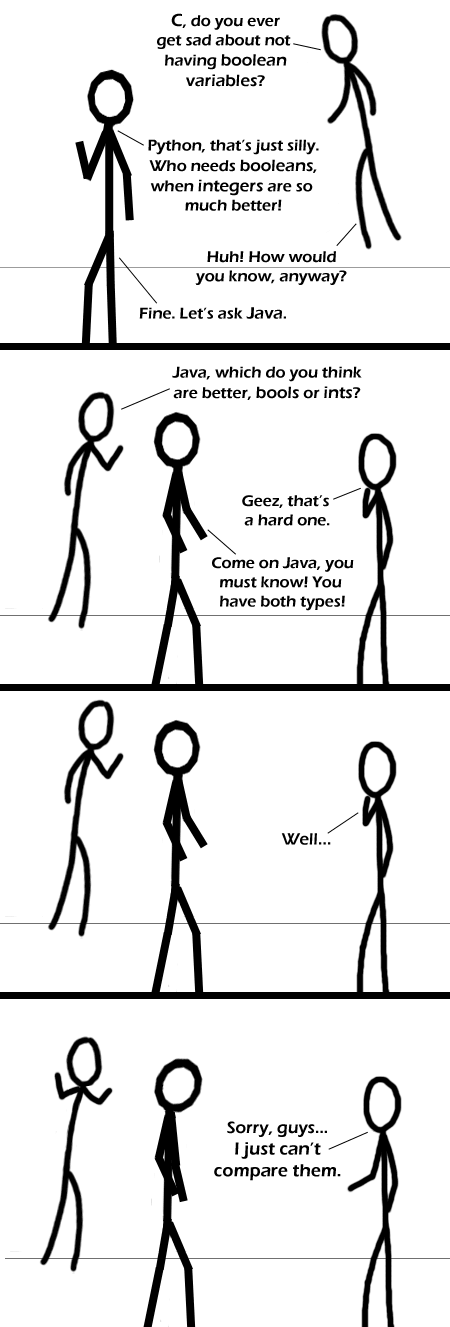 C, do you ever
get sad about not
having boolean
variables?
Python, that's just silly.
Who needs booleans,
when integers are so
much better!
Huh! How would
you know, anyway?
Fine. Let's ask Java.
Java, which do you think
are better, bools or ints?
Geez, that's
a hard one.
Come on Java, you
must know! You
have both types!
Well...
Sorry, guys...
I just can't
compare them.